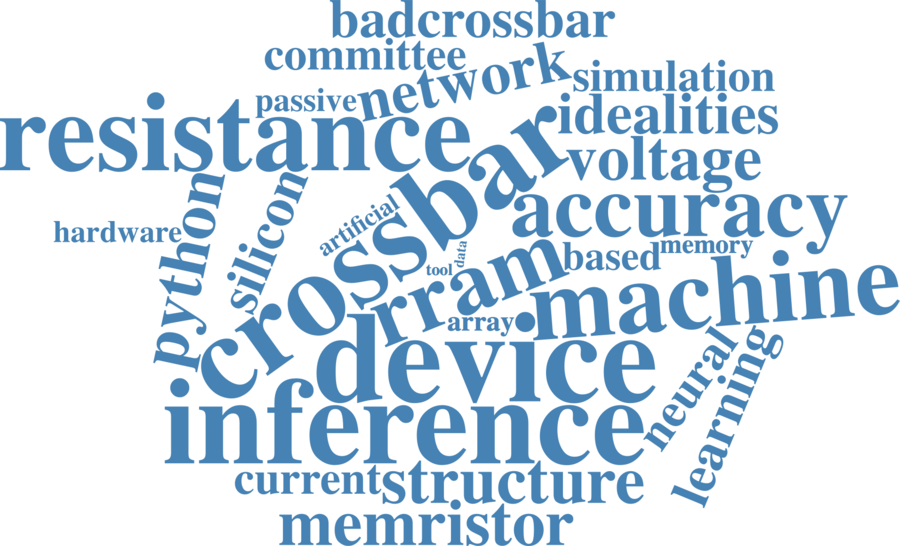 badcrossbar
committee
network
simulation
passive
idealities
resistance
crossbar
voltage
python
silicon
artificial
accuracy
hardware
data
memory
based
tool
rram
machine
array
device
neural
learning
inference
current
structure
memristor